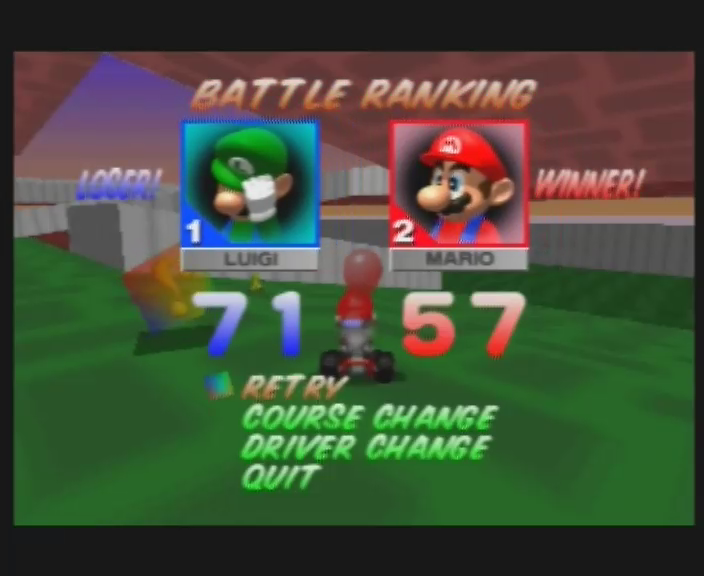 BATTLE RANKING
LOSER! WINNER!
1 2
LUIGI MARIO
71 57
RETRY
COURSE CHANGE
DRIVER CHANGE
QUIT